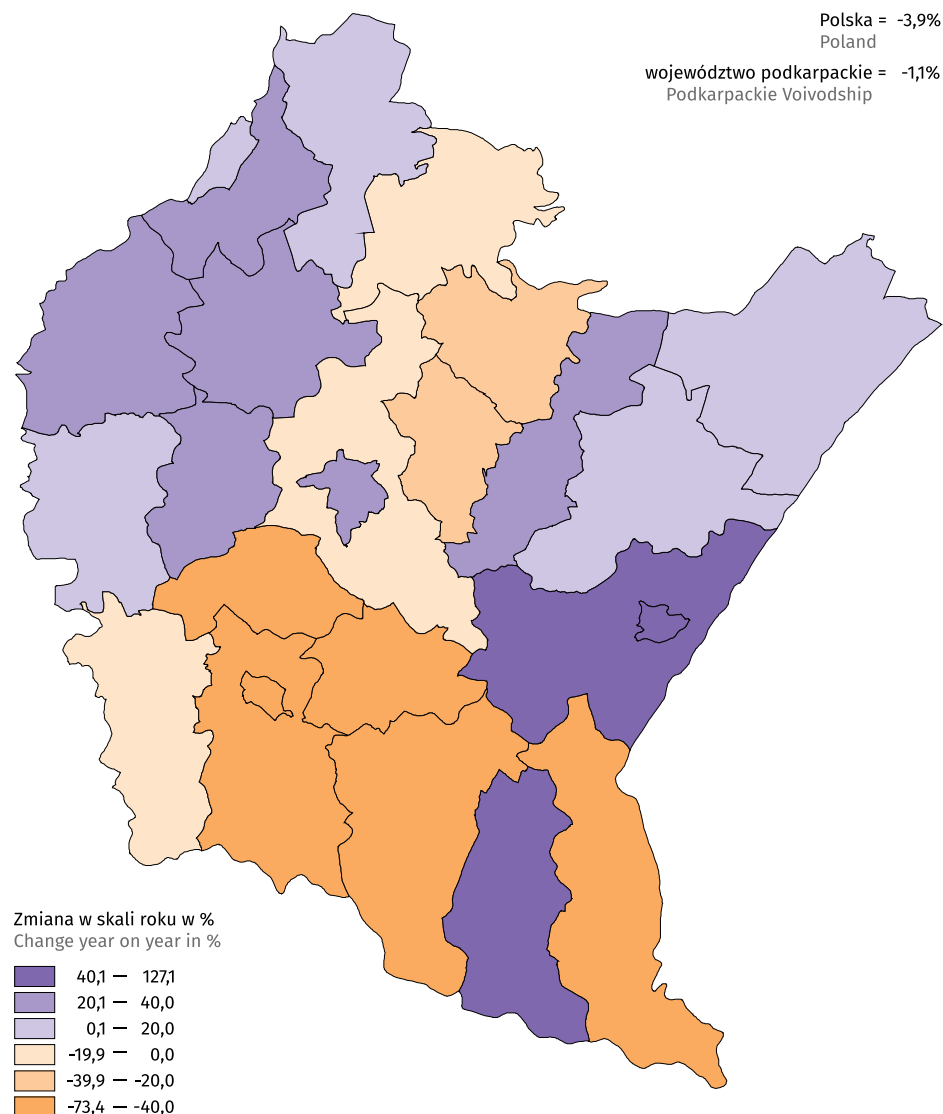 Polska = -3,9%
Poland
województwo podkarpackie = -1,1%
Podkarpackie Voivodship
Zmiana w skali roku w %
Change year on year in %
40,1 — 127,1
20,1 — 40,0
0,1 — 20,0
-19,9 — 0,0
-39,9 — -20,0
-73,4 — -40,0